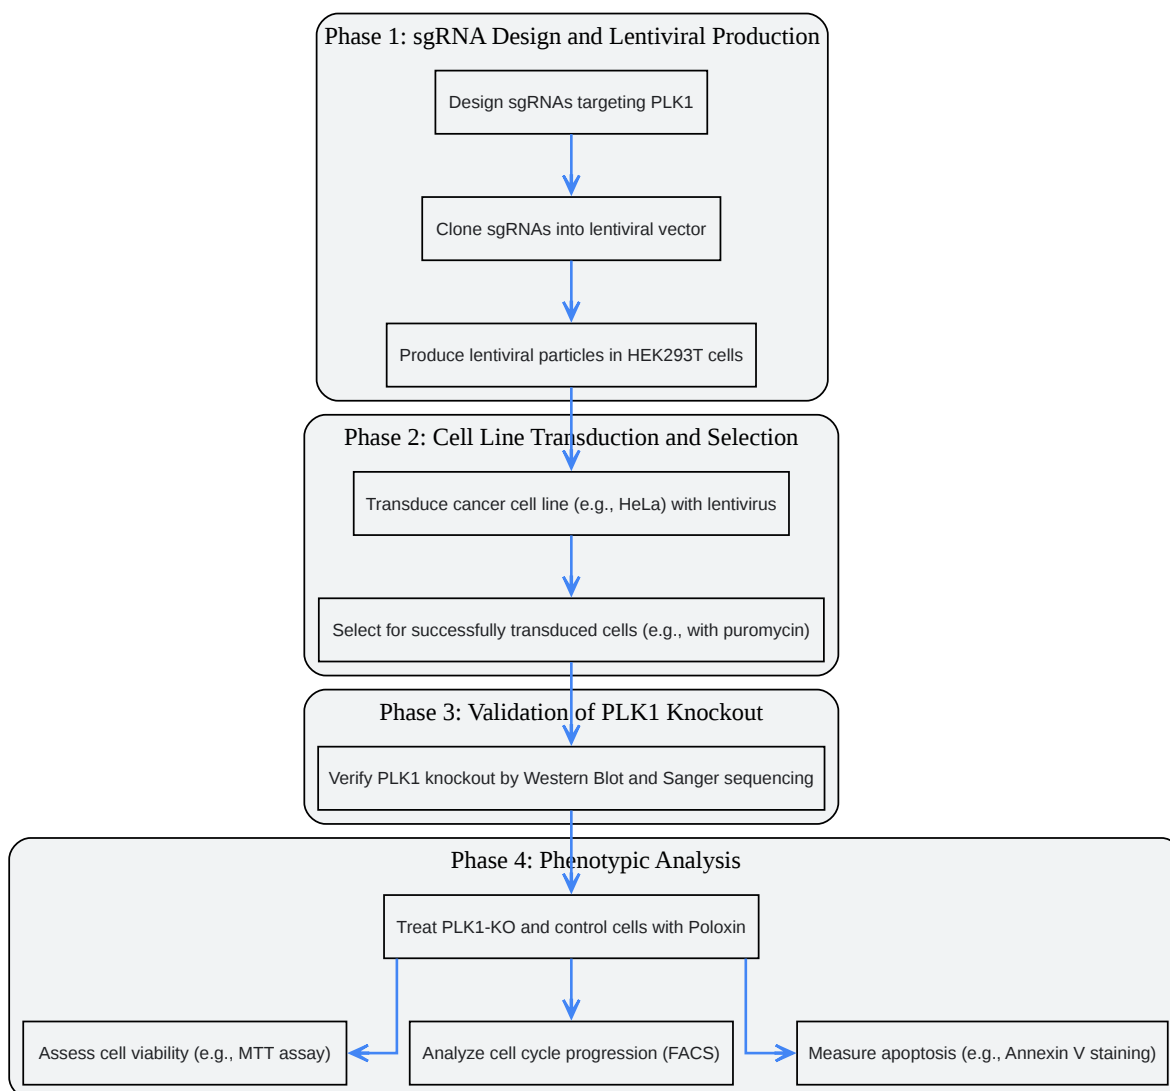 Phase 1: sgRNA Design and Lentiviral Production
Design sgRNAs targeting PLK1
Clone sgRNAs into lentiviral vector
Produce lentiviral particles in HEK293T cells
Phase 2: Cell Line Transduction and Selection
Transduce cancer cell line (e.g., HeLa) with lentivirus
Select for successfully transduced cells (e.g., with puromycin)
Phase 3: Validation of PLK1 Knockout
Verify PLK1 knockout by Western Blot and Sanger sequencing
Phase 4: Phenotypic Analysis
Treat PLK1-KO and control cells with Poloxin
Assess cell viability (e.g., MTT assay)
Analyze cell cycle progression (FACS)
Measure apoptosis (e.g., Annexin V staining)